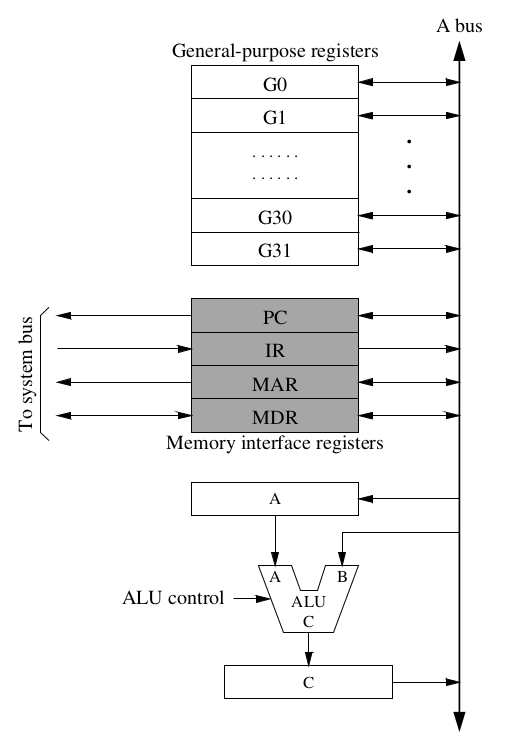 A bus
General-purpose registers
G0
G1
. . . . . .
. . . . . .
G30
G31
To system bus
PC
IR
MAR
MDR
Memory interface registers
A
A
B
ALU control
ALU
C
C